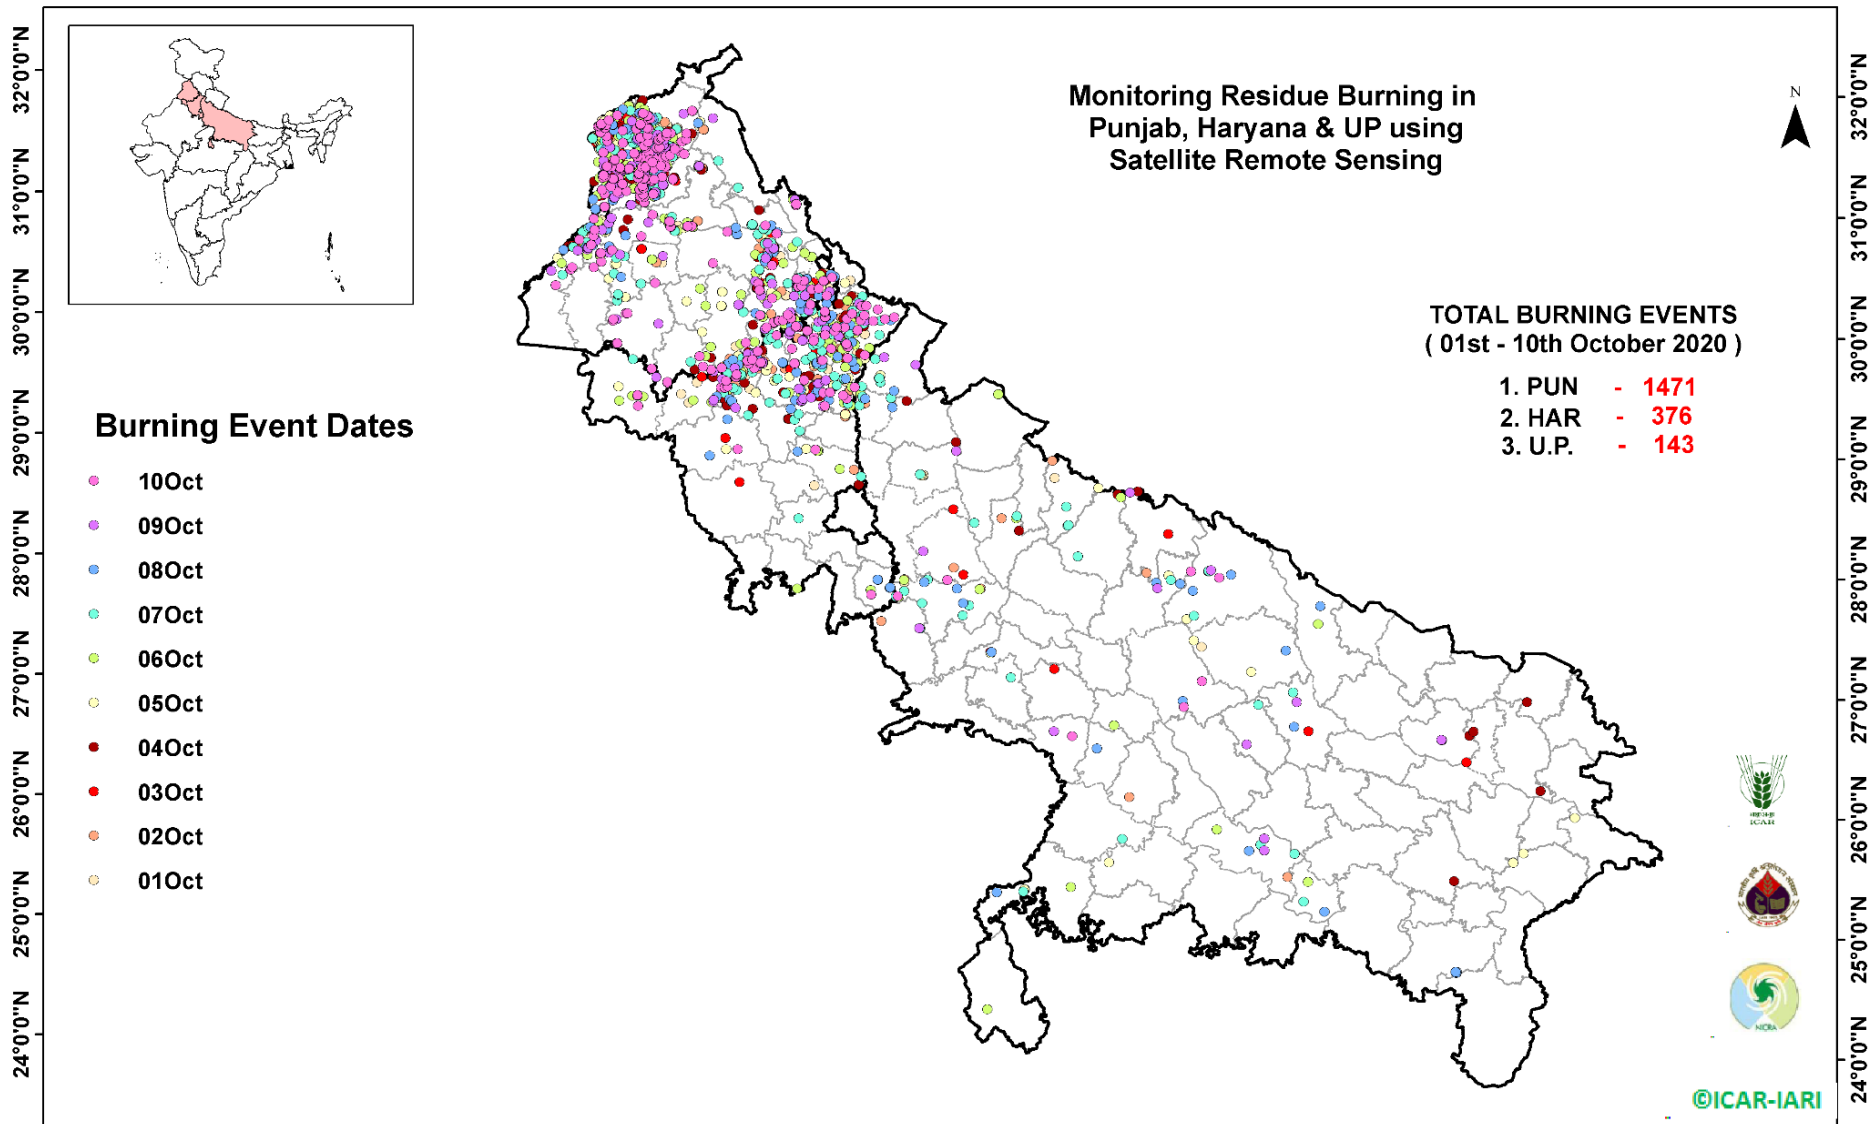 Monitoring Residue Burning in
Punjab, Haryana & UP using
Satellite Remote Sensing
N
TOTAL BURNING EVENTS
( 01st - 10th October 2020 )
1. PUN - 1471
2. HAR - 376
3. U.P. - 143
Burning Event Dates
10Oct
09Oct
08Oct
07Oct
06Oct
05Oct
04Oct
03Oct
02Oct
01Oct
32°0'0"N
31°0'0"N
30°0'0"N
29°0'0"N
28°0'0"N
27°0'0"N
26°0'0"N
25°0'0"N
24°0'0"N
32°0'0"N
31°0'0"N
30°0'0"N
29°0'0"N
28°0'0"N
27°0'0"N
26°0'0"N
25°0'0"N
24°0'0"N
ICAR
NICRA
©ICAR-IARI